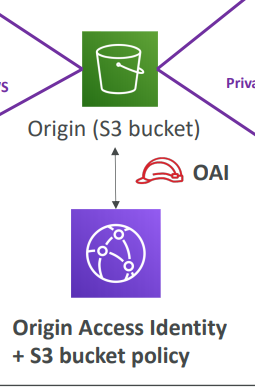 Origin (S3 bucket)
OAI
Origin Access Identity
+ S3 bucket policy